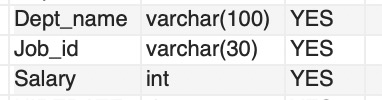 Dept_name varchar(100) YES
Job_id varchar(30) YES
Salary int YES